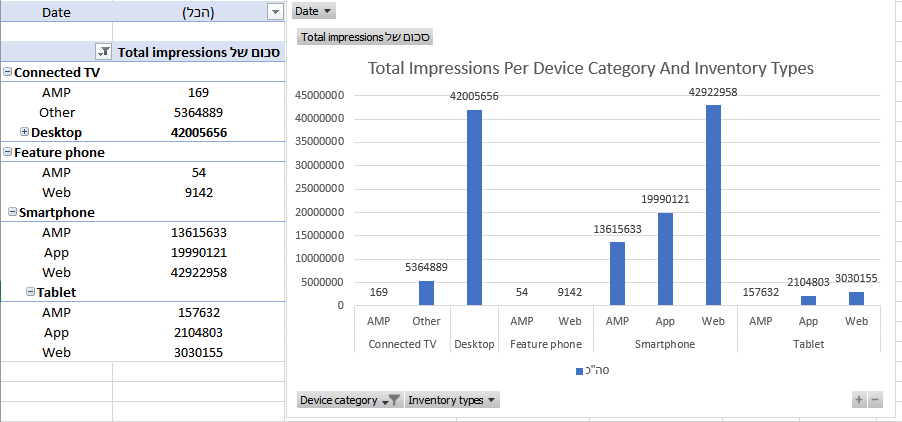 Date (הכל)
סכום של Total impressions
Connected TV
AMP 169
Other 5364889
Desktop 42005656
Feature phone
AMP 54
Web 9142
Smartphone
AMP 13615633
App 19990121
Web 42922958
Tablet
AMP 157632
App 2104803
Web 3030155
Date
סכום של Total impressions
Total Impressions Per Device Category And Inventory Types
45000000
40000000
35000000
30000000
25000000
20000000
15000000
10000000
5000000
0
169 5364889 42005656 54 9142 13615633 19990121 42922958 157632 2104803 3030155
AMP Other AMP Web AMP App Web AMP App Web
Connected TV Desktop Feature phone Smartphone Tablet
סה"כ
Device category Inventory types